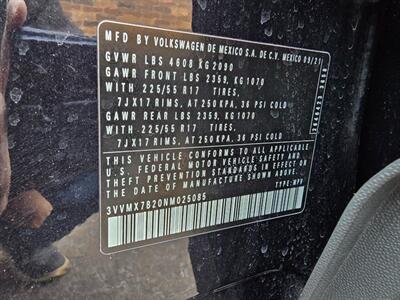 MFD BY VOLKSWAGEN DE MEXICO S.A. DE C.V. MEXICO 09/21
GVWR LBS 4608 KG 2090
GAWR FRONT LBS 2359, KG 1070
WITH 225/55 R17 TIRES,
7JX17 RIMS, AT 250 KPA, 36 PSI COLD
GAWR REAR LBS 2359, KG 1070
WITH 225/55 R17 TIRES,
7JX17 RIMS, AT 250 KPA, 36 PSI COLD
THIS VEHICLE CONFORMS TO ALL APPLICABLE
U.S. FEDERAL MOTOR VEHICLE SAFETY AND
THEFT PREVENTION STANDARDS IN EFFECT
ON THE DATE OF MANUFACTURE SHOWN ABOVE
3VVMX7B20NM025085 TYPE: MPV